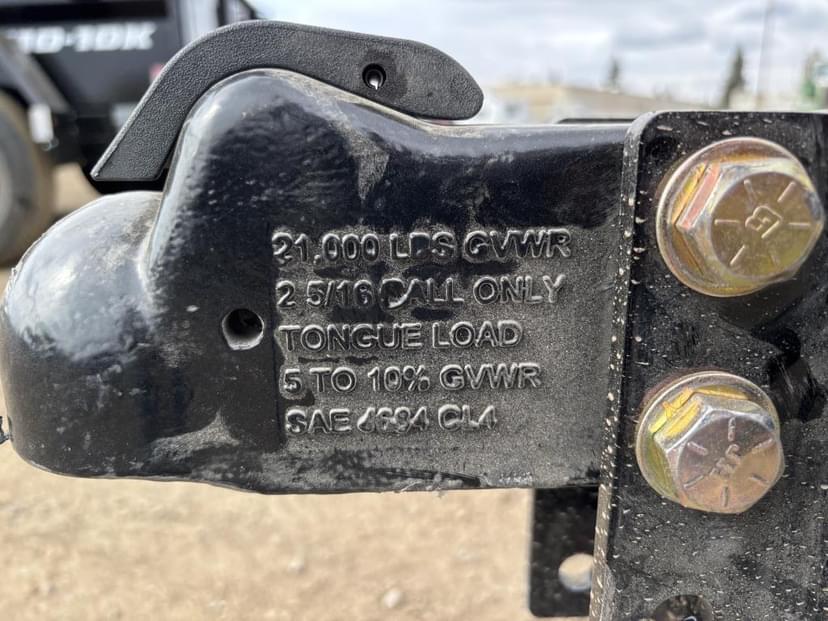 21,000 LBS GVWR
2 5/16 BALL ONLY
TONGUE LOAD
5 TO 10% GVWR
SAE J684 CL4